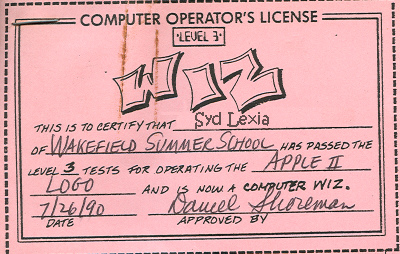 COMPUTER OPERATOR'S LICENSE
·LEVEL 3·
WIZ
THIS IS TO CERTIFY THAT Syd Lexia
OF WAKEFIELD SUMMER SCHOOL HAS PASSED THE
LEVEL 3 TESTS FOR OPERATING THE APPLE II
LOGO AND IS NOW A COMPUTER WIZ.
7/26/90 Daniel Shoreman
DATE APPROVED BY